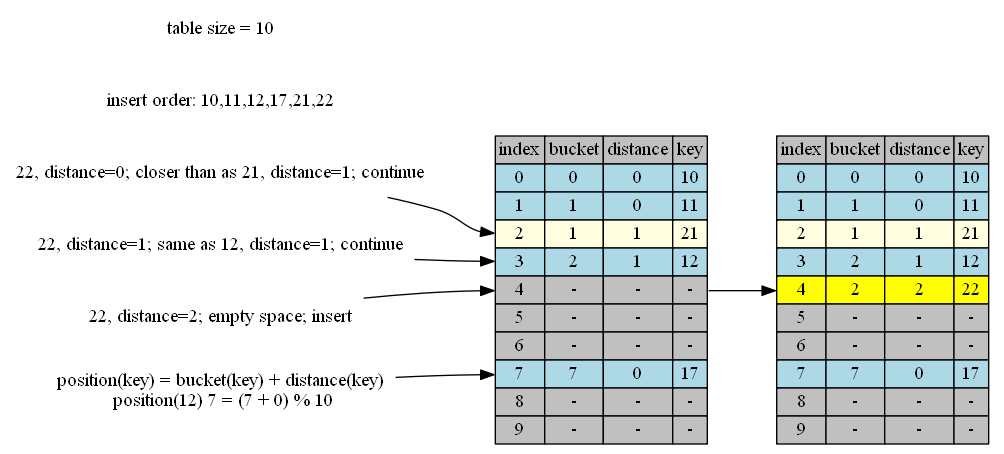 table size = 10
insert order: 10,11,12,17,21,22
22, distance=0; closer than as 21, distance=1; continue
22, distance=1; same as 12, distance=1; continue
22, distance=2; empty space; insert
position(key) = bucket(key) + distance(key)
position(12) 7 = (7 + 0) % 10
index bucket distance key
0 0 0 10
1 1 0 11
2 1 1 21
3 2 1 12
4 - - -
5 - - -
6 - - -
7 7 0 17
8 - - -
9 - - -
index bucket distance key
0 0 0 10
1 1 0 11
2 1 1 21
3 2 1 12
4 2 2 22
5 - - -
6 - - -
7 7 0 17
8 - - -
9 - - -